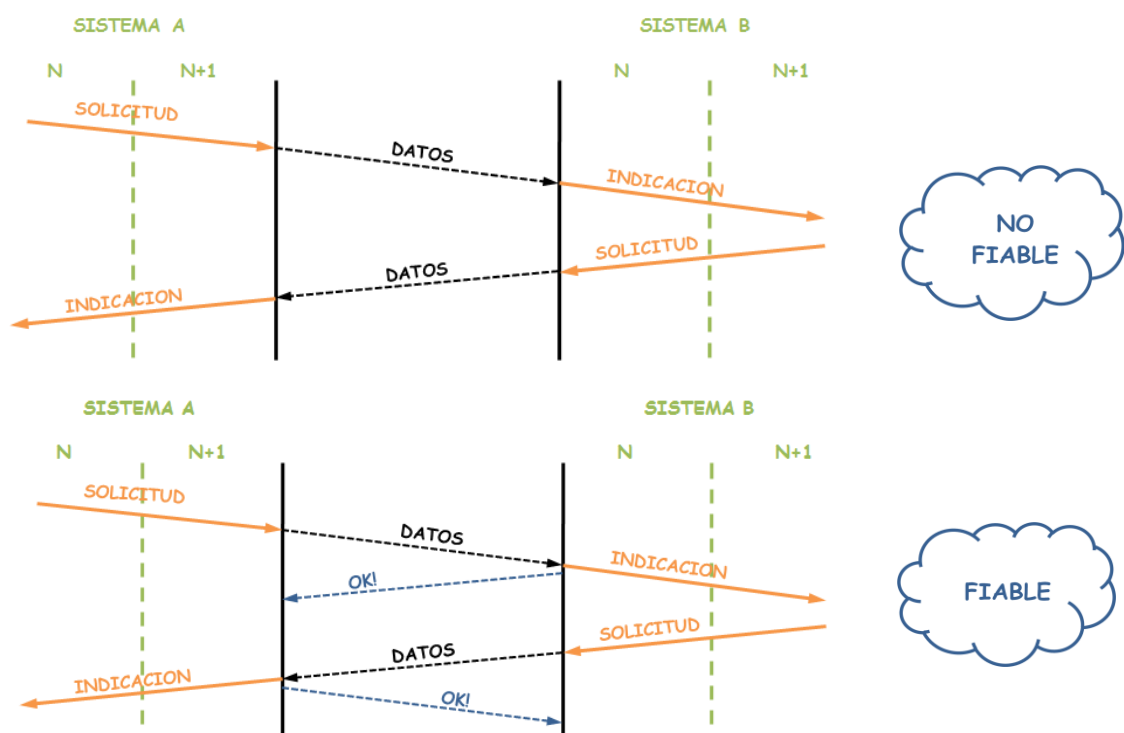 SISTEMA A
SISTEMA B
N
N+1
N
N+1
SOLICITUD
DATOS
INDICACION
NO
FIABLE
SOLICITUD
DATOS
INDICACION
SISTEMA A
SISTEMA B
N
N+1
N
N+1
SOLICITUD
DATOS
INDICACION
OK!
FIABLE
SOLICITUD
DATOS
INDICACION
OK!